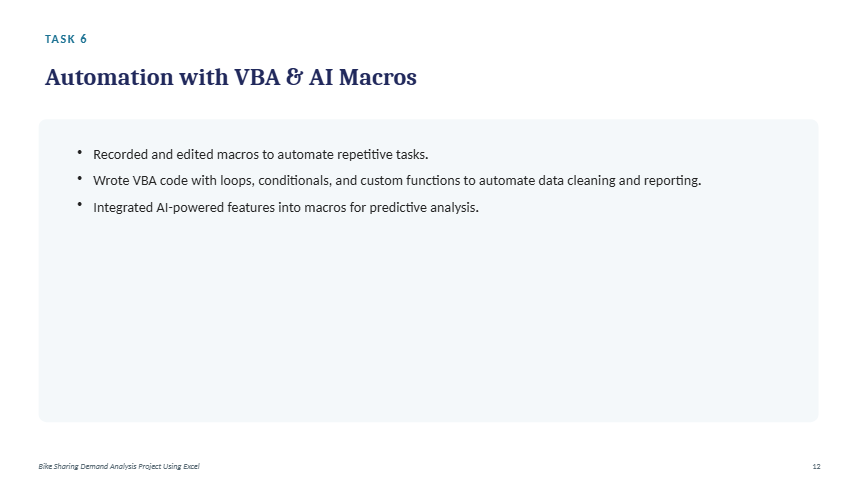 TASK 6
Automation with VBA & AI Macros
• Recorded and edited macros to automate repetitive tasks.
• Wrote VBA code with loops, conditionals, and custom functions to automate data cleaning and reporting.
• Integrated AI-powered features into macros for predictive analysis.
Bike Sharing Demand Analysis Project Using Excel
12